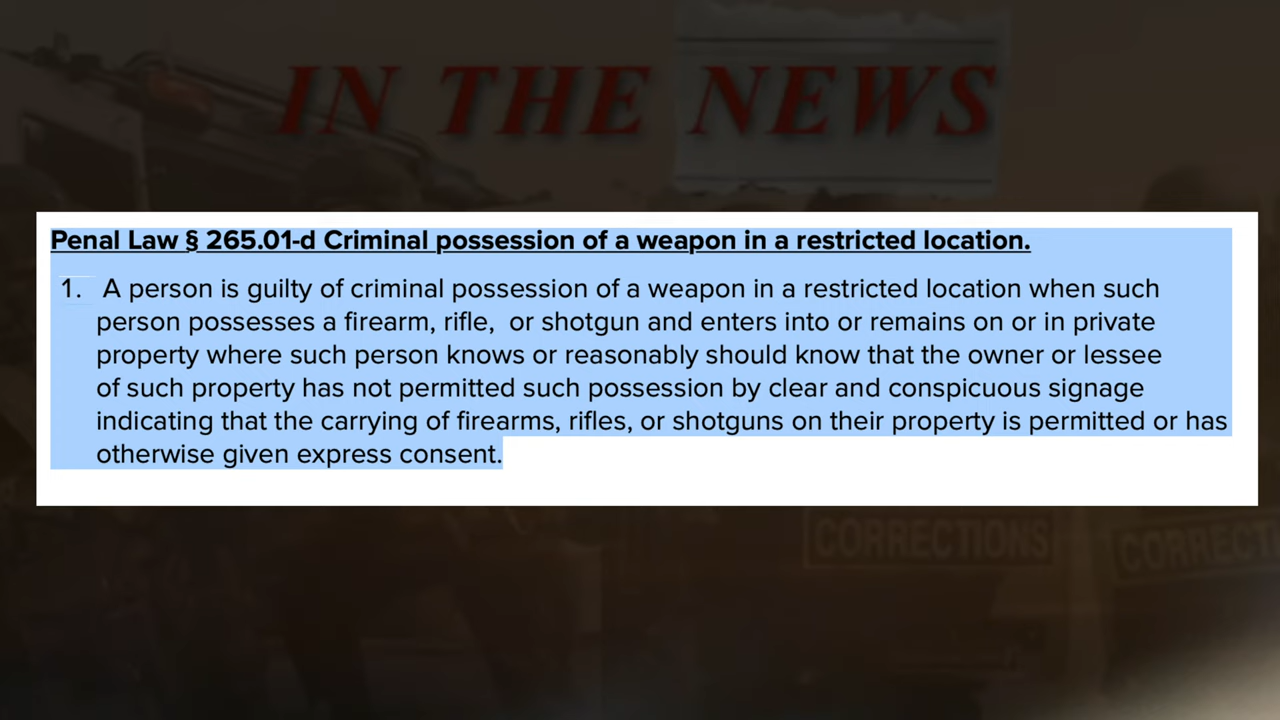 IN THE NEWS
Penal Law § 265.01-d Criminal possession of a weapon in a restricted location.
1. A person is guilty of criminal possession of a weapon in a restricted location when such
person possesses a firearm, rifle, or shotgun and enters into or remains on or in private
property where such person knows or reasonably should know that the owner or lessee
of such property has not permitted such possession by clear and conspicuous signage
indicating that the carrying of firearms, rifles, or shotguns on their property is permitted or has
otherwise given express consent.
CORRECTIONS
CORRECT